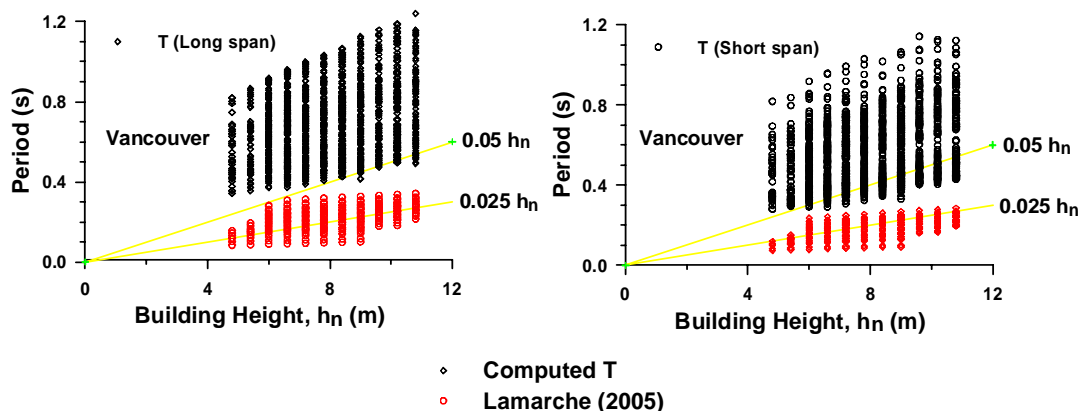 1.2
T (Long span)
0.8
Vancouver
Period (s)
0.05 hn
0.4
0.025 hn
0.0
0
4
8
12
Building Height, hn (m)
1.2
T (Short span)
0.8
Vancouver
Period (s)
0.05 hn
0.4
0.025 hn
0.0
0
4
8
12
Building Height, hn (m)
Computed T
Lamarche (2005)